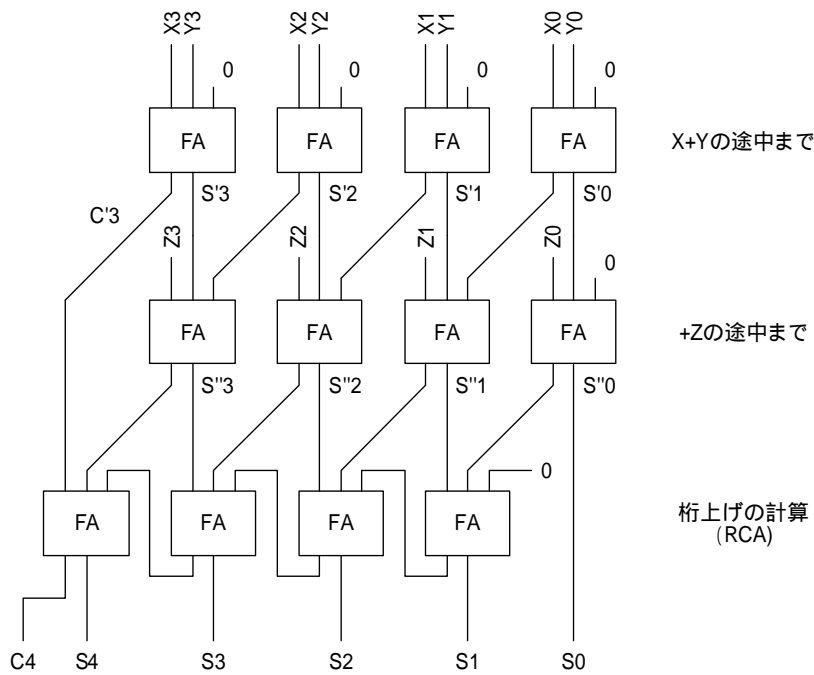 X3 Y3 X2 Y2 X1 Y1 X0 Y0
0 0 0 0
FA FA FA FA X+Yの途中まで
S'3 S'2 S'1 S'0
C'3
Z3 Z2 Z1 Z0
0
FA FA FA FA +Zの途中まで
S''3 S''2 S''1 S''0
0
FA FA FA FA 桁上げの計算
(RCA)
C4 S4 S3 S2 S1 S0